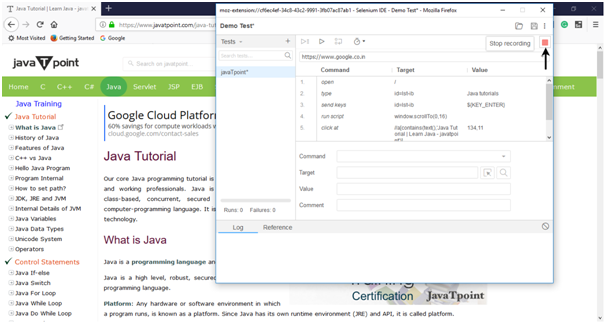 Java Tutorial | Learn Java - jav
moz-extension://cf6ec4ef-34c8-43c2-9991-3fb07ac87ab1 - Selenium IDE - Demo Test* - Mozilla Firefox
https://www.javatpoint.com/java-tu
Most Visited Getting Started Google
javaTpoint
Search on javatpoint...
Home C C++ C# Java Servlet JSP EJB
Java Training
Java Tutorial
What is Java
History of Java
Features of Java
C++ vs Java
Hello Java Program
Program Internal
How to set path?
JDK, JRE and JVM
Internal Details of JVM
Java Variables
Java Data Types
Unicode System
Operators
Control Statements
Java If-else
Java Switch
Java For Loop
Java While Loop
Java Do While Loop
Google Cloud Platfor
60% savings for compute workloads w
cloud.google.com/contact-sales
Java Tutorial
Our core Java programming tutorial is
and working professionals. Java is
class-based, concurrent, secured
computer-programming language. It is
technology.
What is Java
Java is a programming language an
Java is a high level, robust, secured
programming language.
Platform: Any hardware or software environment in which
a program runs, is known as a platform. Since Java has its own runtime environment (JRE) and API, it is called platform.
Demo Test*
Tests
Search tests...
javaTpoint*
Runs: 0 Failures: 0
Stop recording
https://www.google.co.in
Command Target Value
1 open /
2 type id=lst-ib Java tutorials
3 send keys id=lst-ib ${KEY_ENTER}
4 run script window.scrollTo(0,16)
5 click at //a[contains(text(),'Java Tut
orial | Learn Java - javatpoi
nt')] 134,11
Command
Target
Value
Comment
Log Reference
Training
Certification JavaTpoint